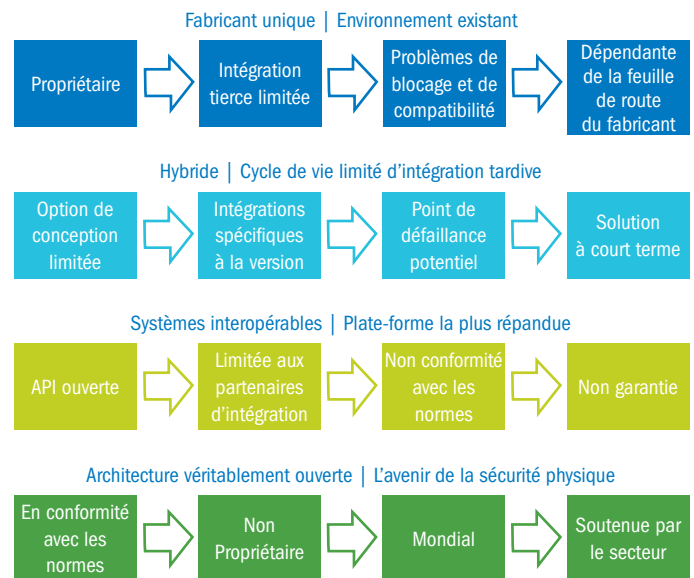 Fabricant unique | Environnement existant
Propriétaire
Intégration
tierce limitée
Problèmes de
blocage et de
compatibilité
Dépendante
de la feuille
de route
du fabricant
Hybride | Cycle de vie limité d'intégration tardive
Option de
conception
limitée
Intégrations
spécifiques
à la version
Point de
défaillance
potentiel
Solution
à court terme
Systèmes interopérables | Plate-forme la plus répandue
API ouverte
Limitée aux
partenaires
d'intégration
Non conformité
avec les
normes
Non garantie
Architecture véritablement ouverte | L'avenir de la sécurité physique
En conformité
avec les
normes
Non
Propriétaire
Mondial
Soutenue par
le secteur